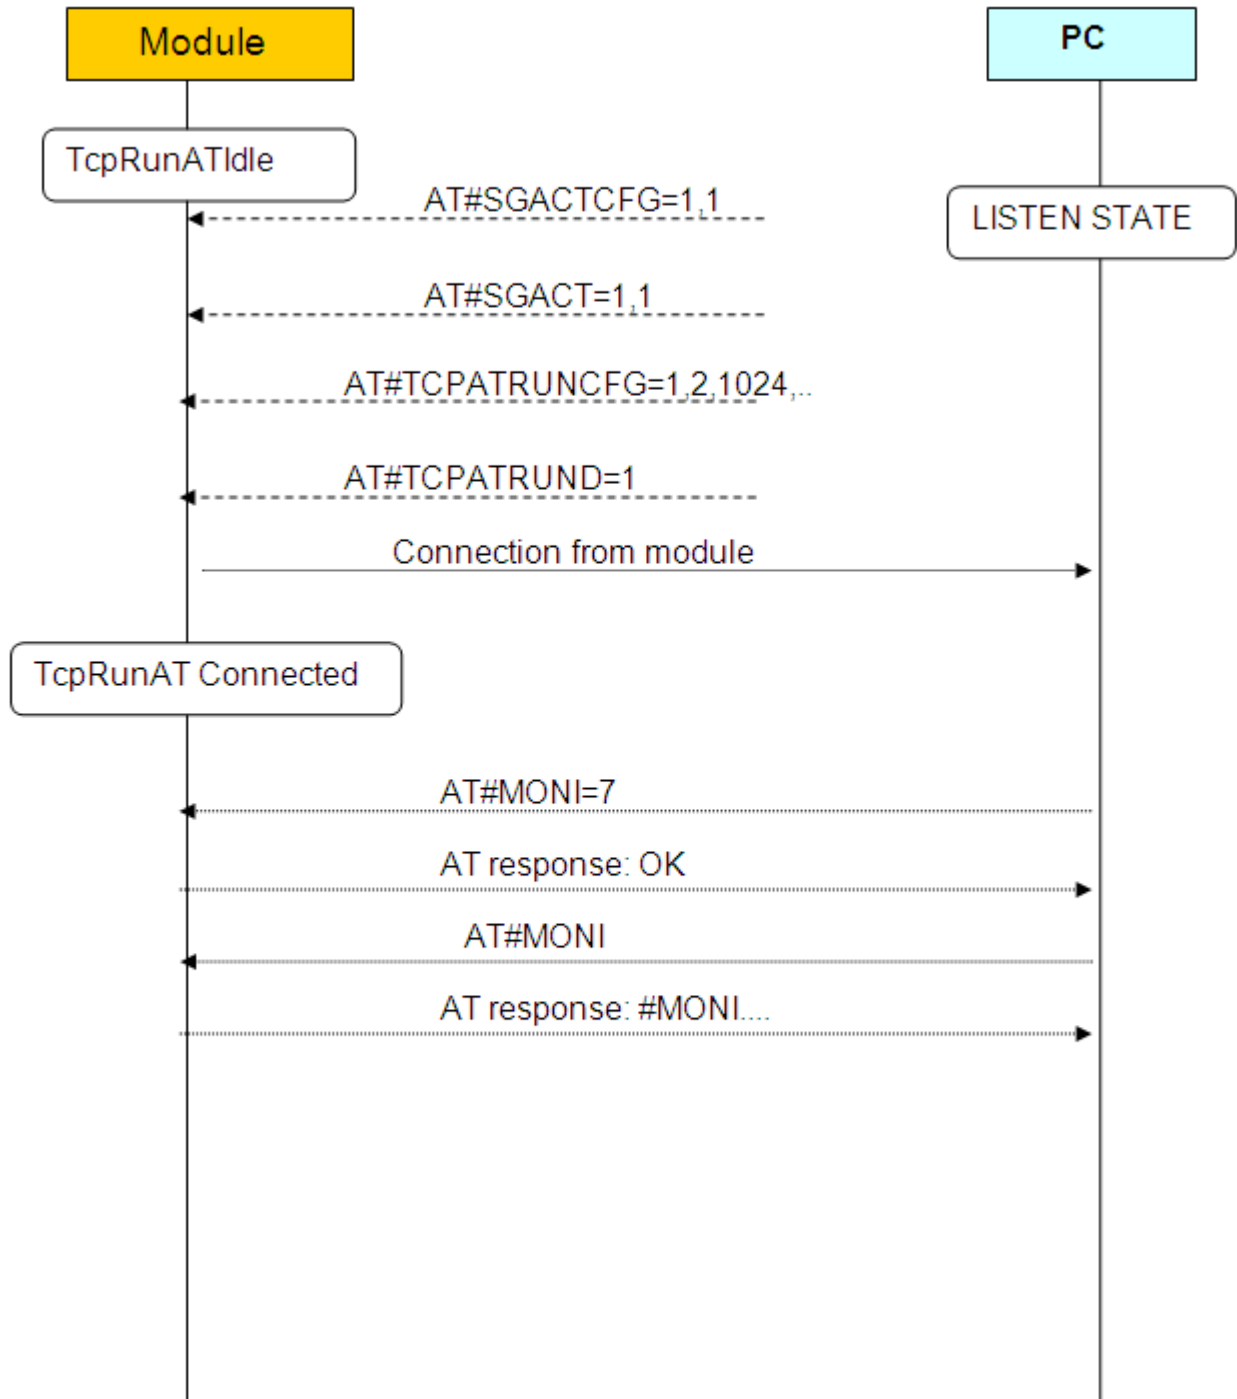 Module
PC
TcpRunATIdle
AT#SGACTCFG=1,1
LISTEN STATE
AT#SGACT=1,1
AT#TCPATRUNCFG=1,2,1024,..
AT#TCPATRUND=1
Connection from module
TcpRunAT Connected
AT#MONI=7
AT response: OK
AT#MONI
AT response: #MONI....